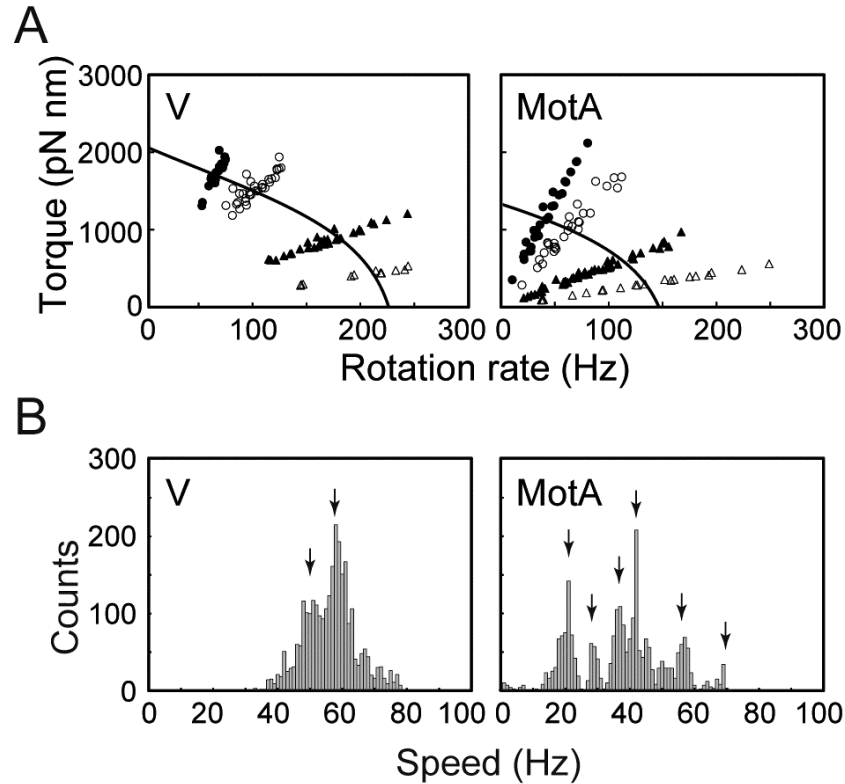 A
Torque (pN nm)
3000
2000
1000
0
V
MotA
0 100 200 300
0 100 200 300
Rotation rate (Hz)
B
Counts
300
200
100
0
V
MotA
0 20 40 60 80 100
0 20 40 60 80 100
Speed (Hz)